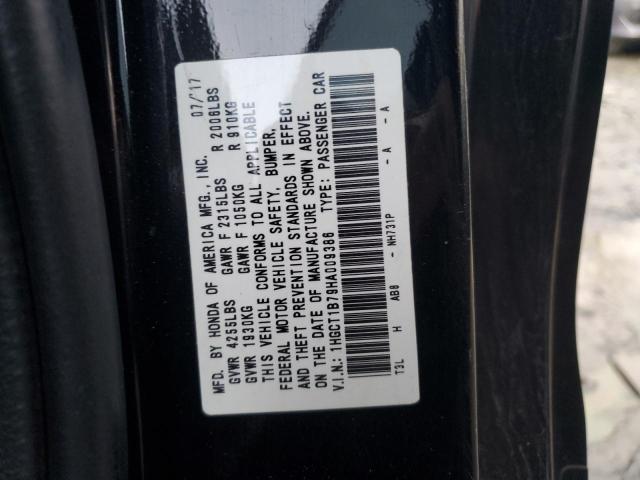 MFD. BY HONDA OF AMERICA MFG., INC. 07/'17
GVWR 4255LBS GAWR F 2315LBS R 2006LBS
GVWR 1930KG GAWR F 1050KG R 910KG
THIS VEHICLE CONFORMS TO ALL APPLICABLE
FEDERAL MOTOR VEHICLE SAFETY, BUMPER,
AND THEFT PREVENTION STANDARDS IN EFFECT
ON THE DATE OF MANUFACTURE SHOWN ABOVE.
V.I.N.: 1HGCT1B79HA009386 TYPE: PASSENGER CAR
T3L H AB8 - NH731P - A - A